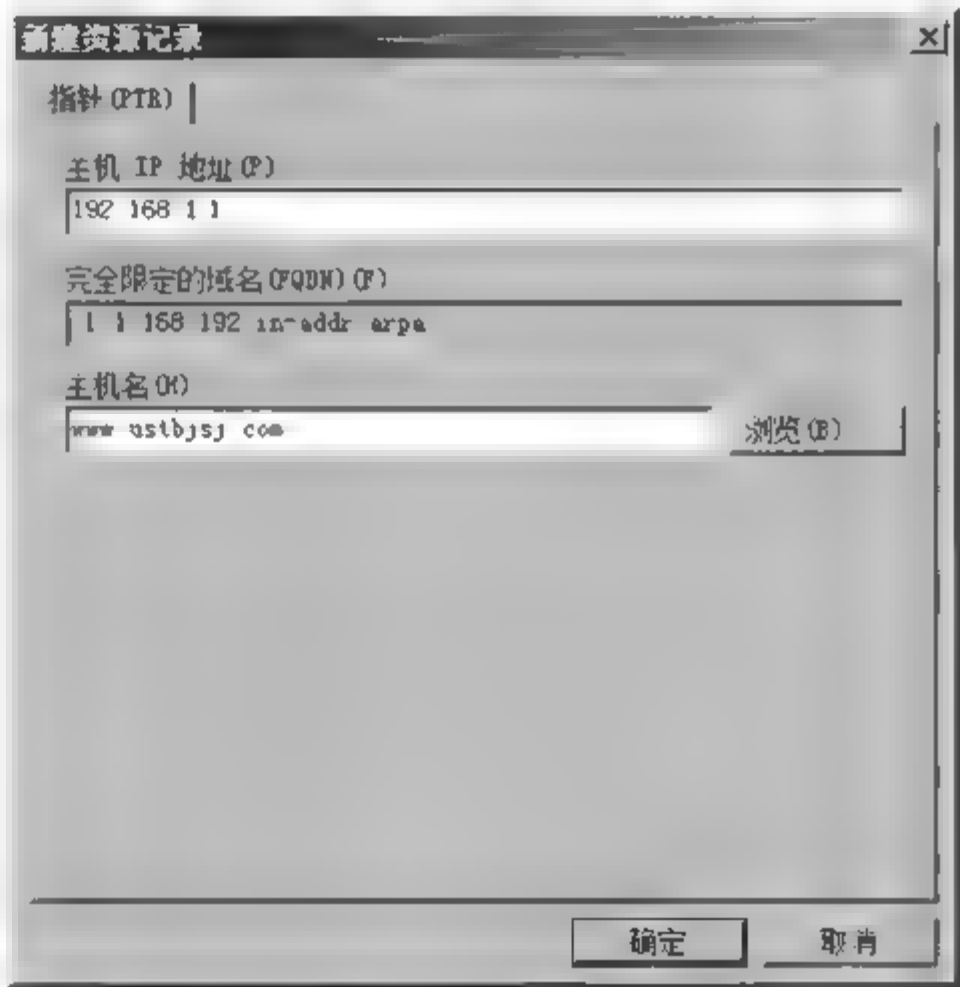 新建资源记录
指针(PTR)
主机 IP 地址(P)
192 168 1 1
完全限定的域名(FQDN)(F)
1 1 168 192 in-addr arpa
主机名(H)
www ustbjsj com
浏览(B)
确定
取消